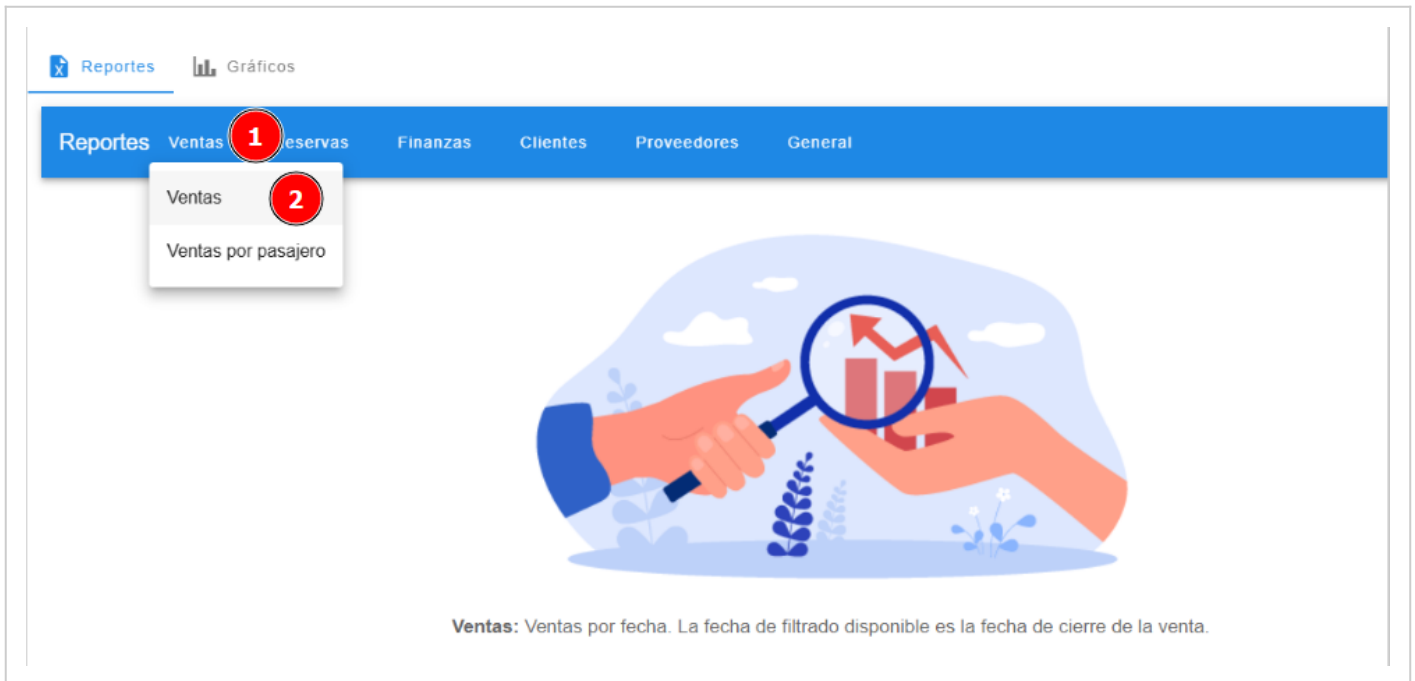 Reportes Gráficos
Reportes Ventas 1 eservas Finanzas Clientes Proveedores General
Ventas 2
Ventas por pasajero
Ventas: Ventas por fecha. La fecha de filtrado disponible es la fecha de cierre de la venta.